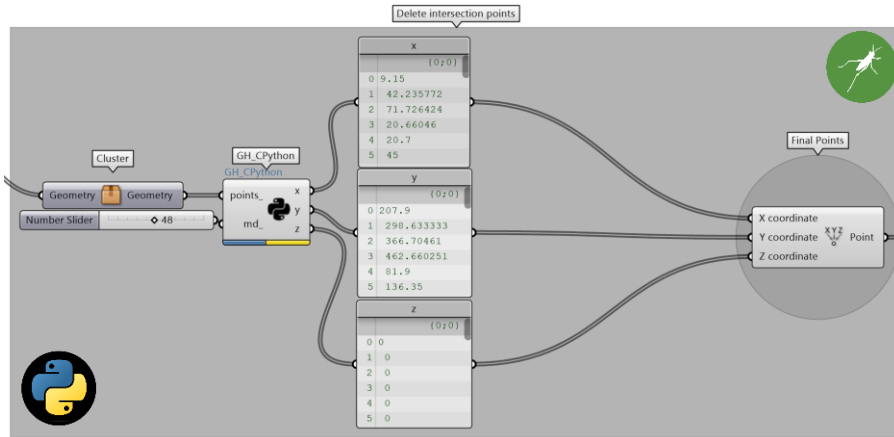 Delete intersection points
x
{0;0}
0 9.15
1 42.235772
2 71.726424
3 20.66046
4 20.7
5 45
Cluster
Geometry Geometry
Number Slider 48
GH_CPython
GH_CPython
points_ x
y
md_ z
y
{0;0}
0 207.9
1 298.633333
2 366.70461
3 462.660251
4 81.9
5 136.35
z
{0;0}
0 0
1 0
2 0
3 0
4 0
5 0
Final Points
X coordinate
Y coordinate XYZ Point
Z coordinate